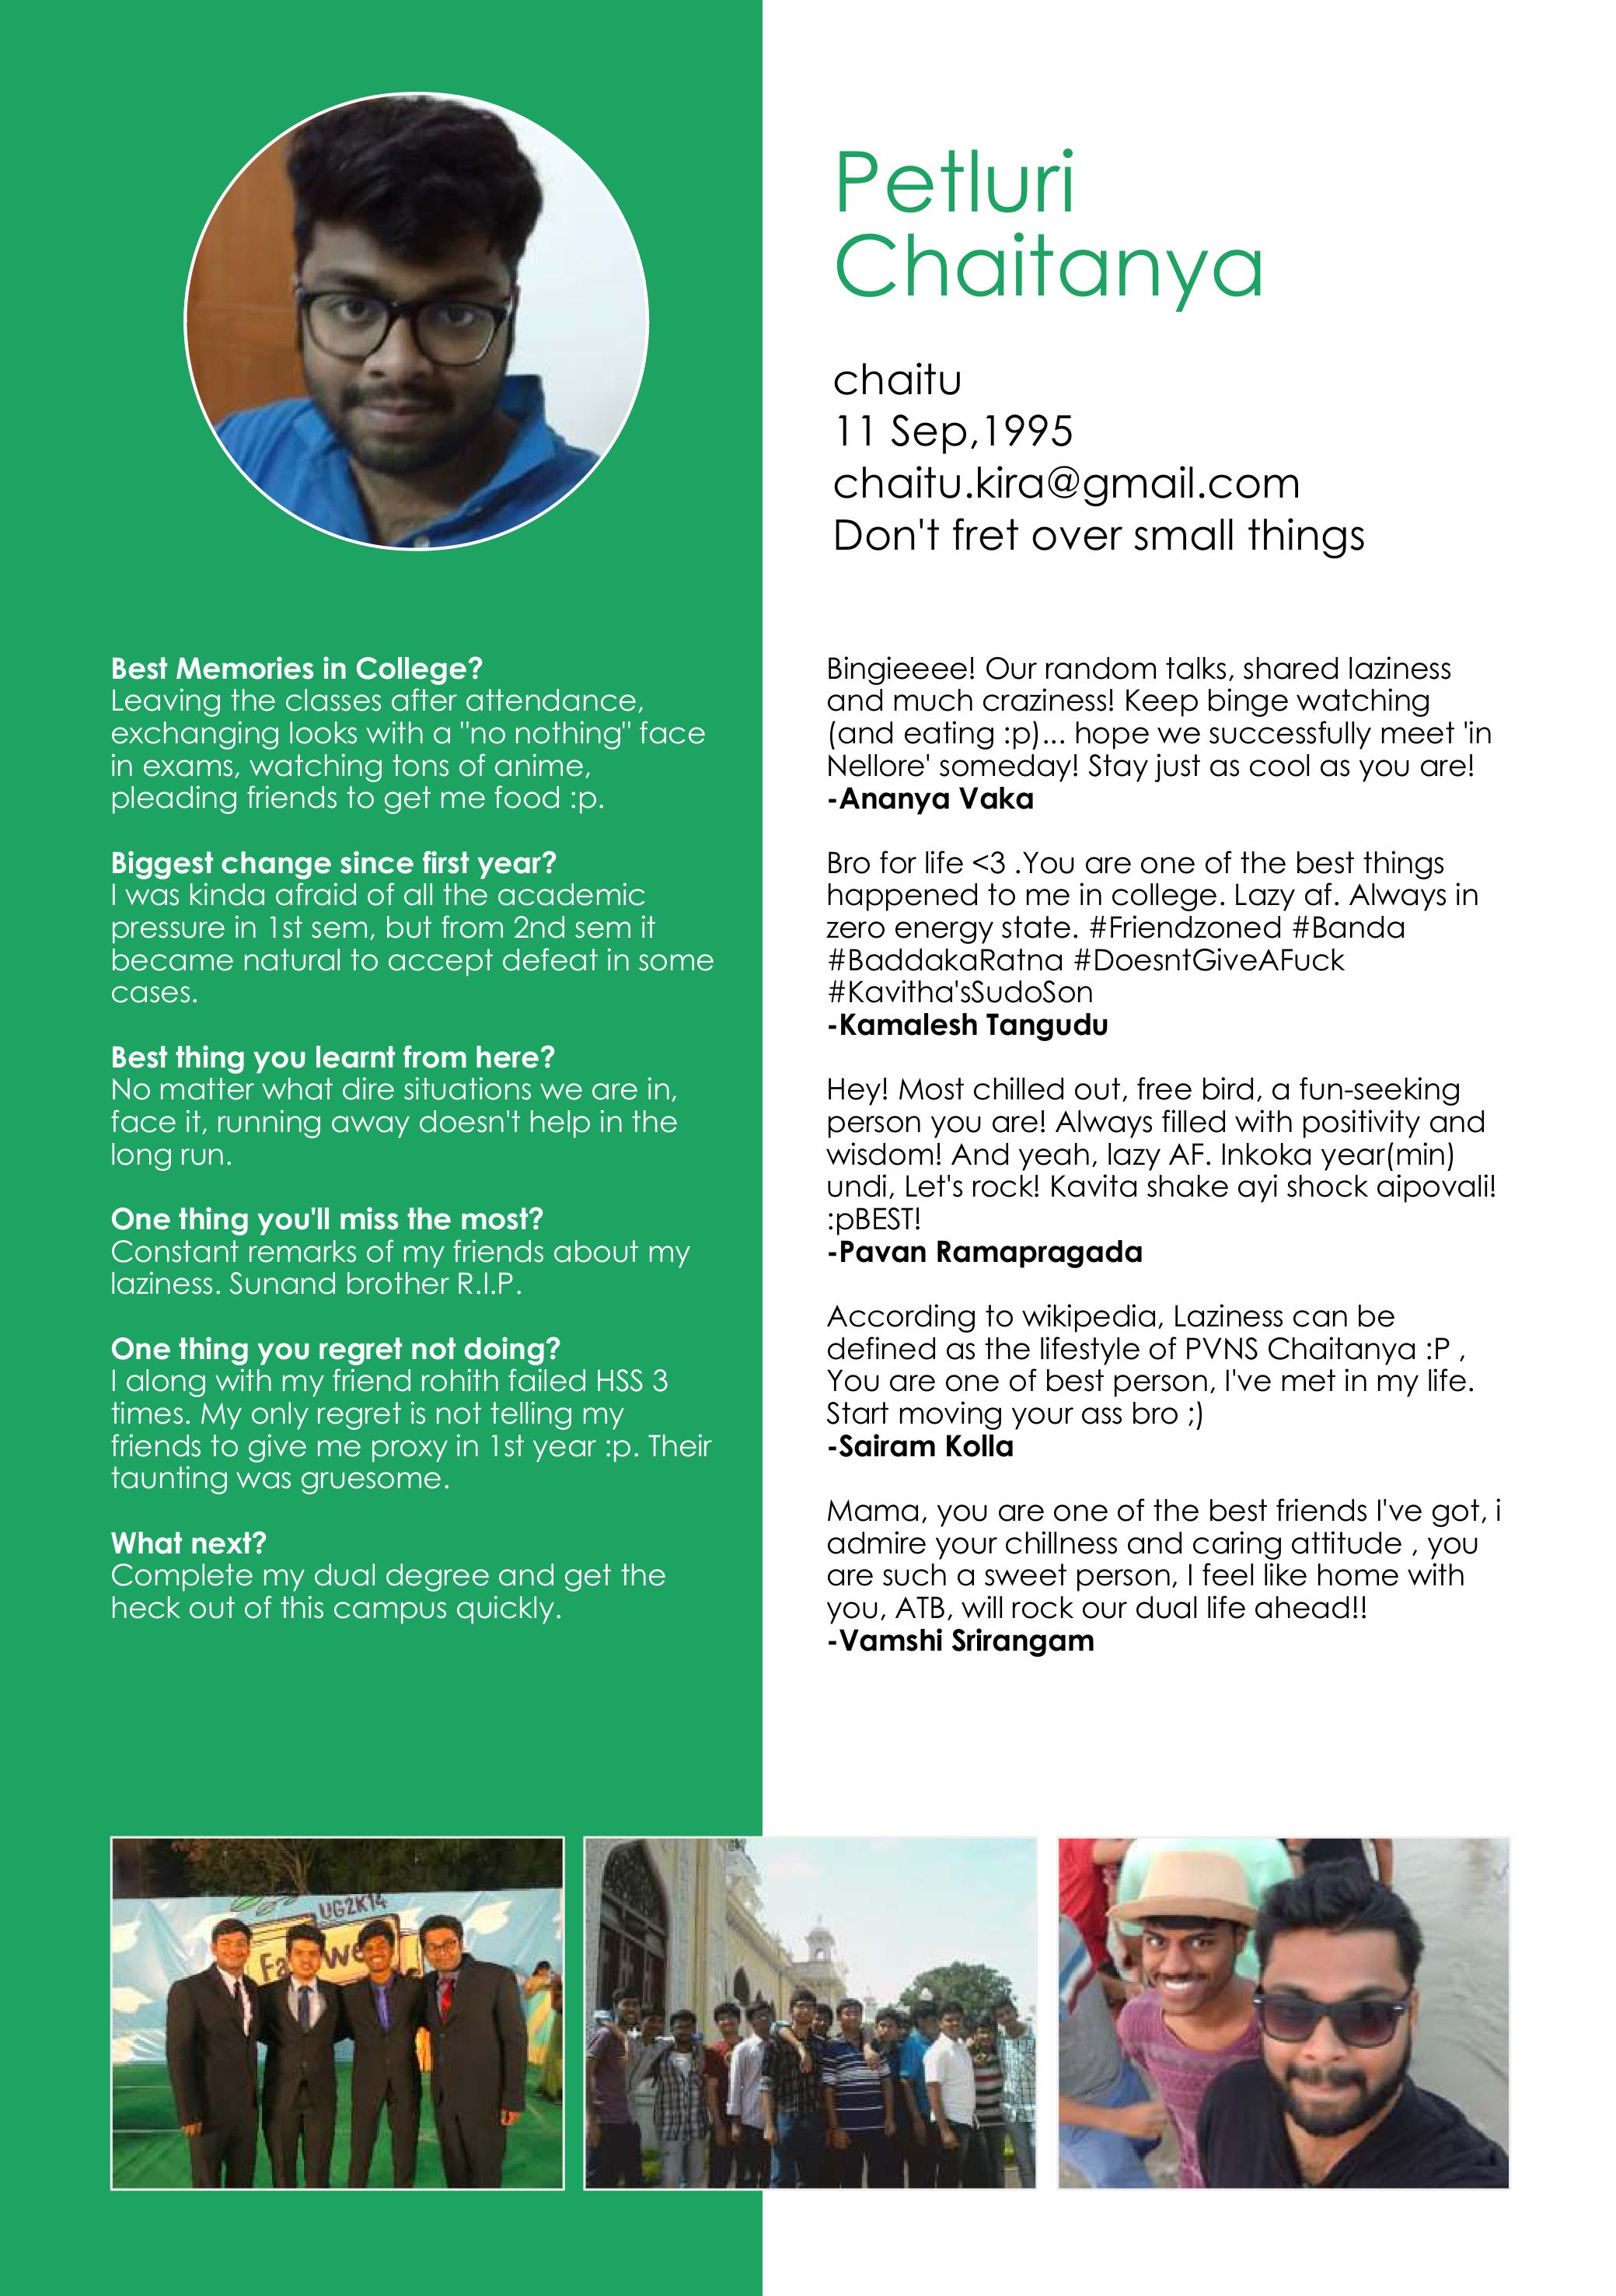 Petluri
Chaitanya
chaitu
11 Sep,1995
chaitu.kira@gmail.com
Don't fret over small things
Best Memories in College?
Leaving the classes after attendance,
exchanging looks with a "no nothing" face
in exams, watching tons of anime,
pleading friends to get me food :p.
Biggest change since first year?
I was kinda afraid of all the academic
pressure in 1st sem, but from 2nd sem it
became natural to accept defeat in some
cases.
Best thing you learnt from here?
No matter what dire situations we are in,
face it, running away doesn't help in the
long run.
One thing you'll miss the most?
Constant remarks of my friends about my
laziness. Sunand brother R.I.P.
One thing you regret not doing?
I along with my friend rohith failed HSS 3
times. My only regret is not telling my
friends to give me proxy in 1st year :p. Their
taunting was gruesome.
What next?
Complete my dual degree and get the
heck out of this campus quickly.
Bingieeee! Our random talks, shared laziness
and much craziness! Keep binge watching
(and eating :p)... hope we successfully meet 'in
Nellore' someday! Stay just as cool as you are!
-Ananya Vaka
Bro for life <3 .You are one of the best things
happened to me in college. Lazy af. Always in
zero energy state. #Friendzoned #Banda
#BaddakaRatna #DoesntGiveAFuck
#Kavitha'sSudoSon
-Kamalesh Tangudu
Hey! Most chilled out, free bird, a fun-seeking
person you are! Always filled with positivity and
wisdom! And yeah, lazy AF. Inkoka year(min)
undi, Let's rock! Kavita shake ayi shock aipovali!
:pBEST!
-Pavan Ramapragada
According to wikipedia, Laziness can be
defined as the lifestyle of PVNS Chaitanya :P ,
You are one of best person, I've met in my life.
Start moving your ass bro ;)
-Sairam Kolla
Mama, you are one of the best friends I've got, i
admire your chillness and caring attitude , you
are such a sweet person, I feel like home with
you, ATB, will rock our dual life ahead!!
-Vamshi Srirangam
UG2K14